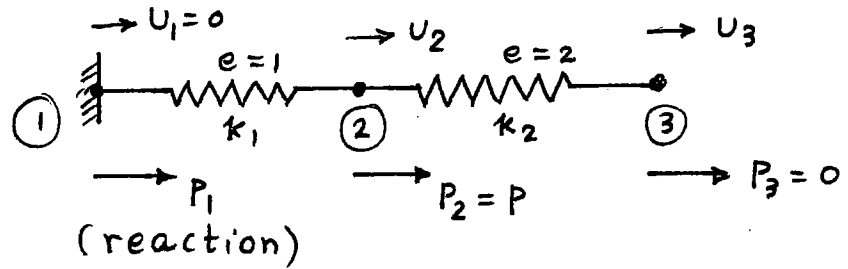 U₁ = 0
U₂
U₃
e = 1
e = 2
k₁
k₂
1
2
3
P₁
P₂ = P
P₃ = 0
(reaction)